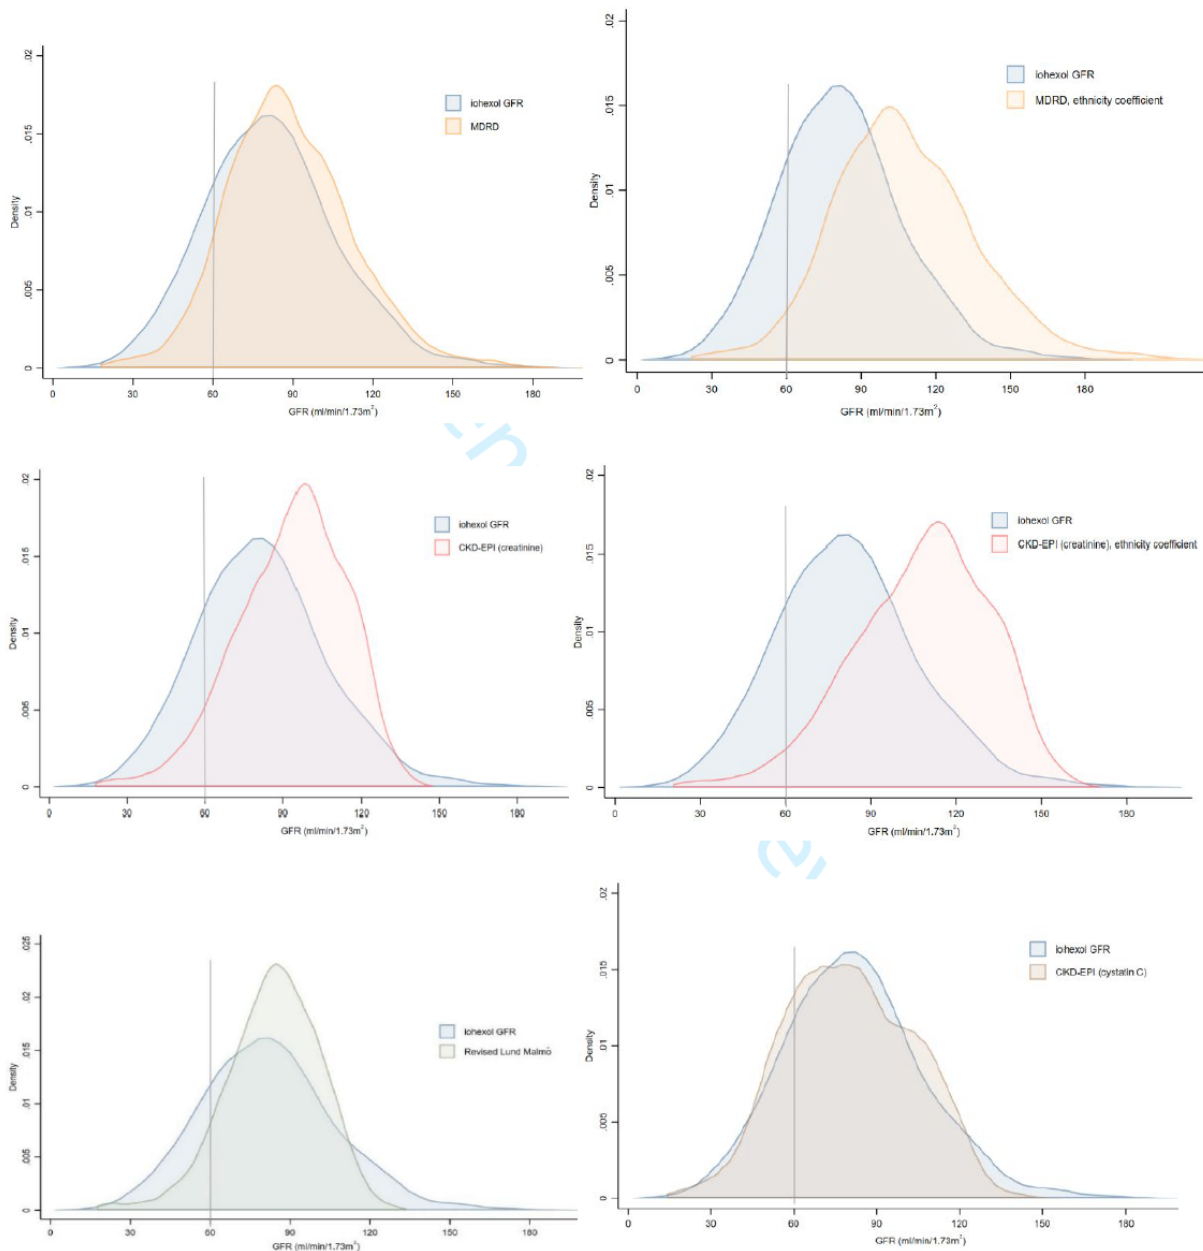 .02
.015
.01
.005
0
Density
iohexol GFR
MDRD
0 30 60 90 120 150 180
GFR (ml/min/1.73m²)
.02
.015
.01
.005
0
Density
iohexol GFR
MDRD, ethnicity coefficient
0 30 60 90 120 150 180
GFR (ml/min/1.73m²)
.02
.015
.01
.005
0
Density
iohexol GFR
CKD-EPI (creatinine)
0 30 60 90 120 150 180
GFR (ml/min/1.73m²)
.02
.015
.01
.005
0
Density
iohexol GFR
CKD-EPI (creatinine), ethnicity coefficient
0 30 60 90 120 150 180
GFR (ml/min/1.73m²)
.025
.02
.015
.01
.005
0
Density
iohexol GFR
Revised Lund Malmö
0 30 60 90 120 150 180
GFR (ml/min/1.73m²)
.02
.015
.01
.005
0
Density
iohexol GFR
CKD-EPI (cystatin C)
0 30 60 90 120 150 180
GFR (ml/min/1.73m²)